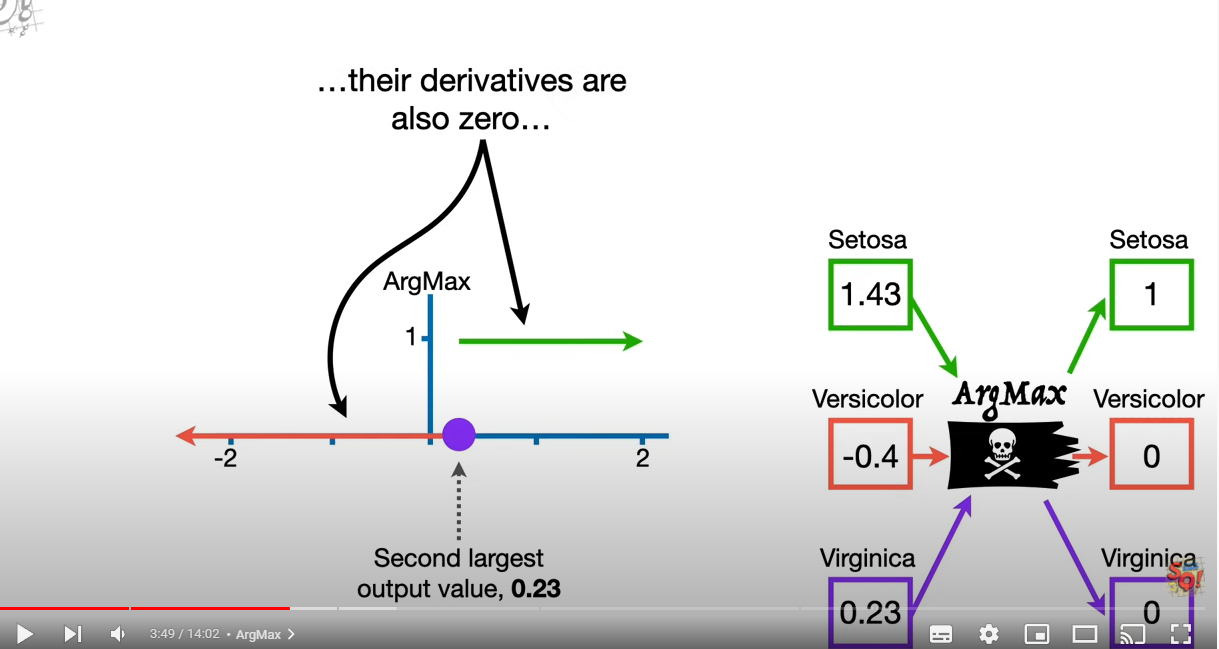 …their derivatives are
also zero…
ArgMax
1
-2
2
Second largest
output value, 0.23
Setosa
1.43
Setosa
1
Versicolor
-0.4
ArgMax
Versicolor
0
Virginica
0.23
Virginica
0
SQ!
3:49 / 14:02 • ArgMax